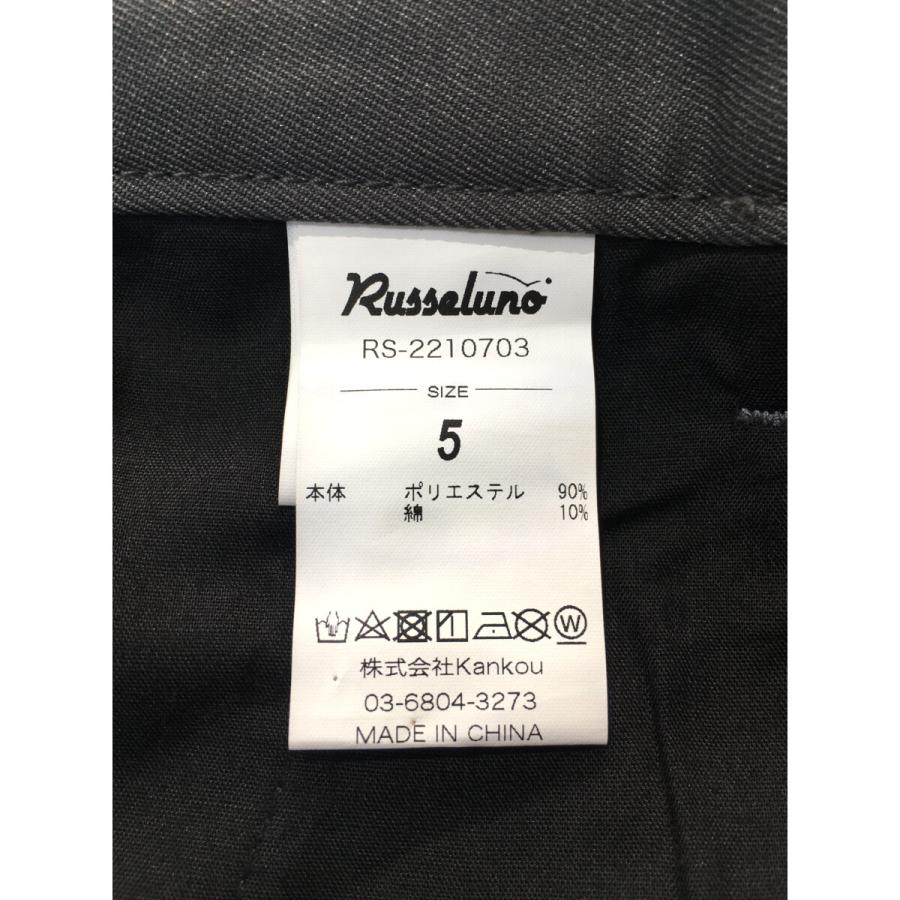 Russeluno
RS-2210703
SIZE
5
本体 ポリエステル 90%
綿 10%
W
株式会社Kankou
03-6804-3273
MADE IN CHINA